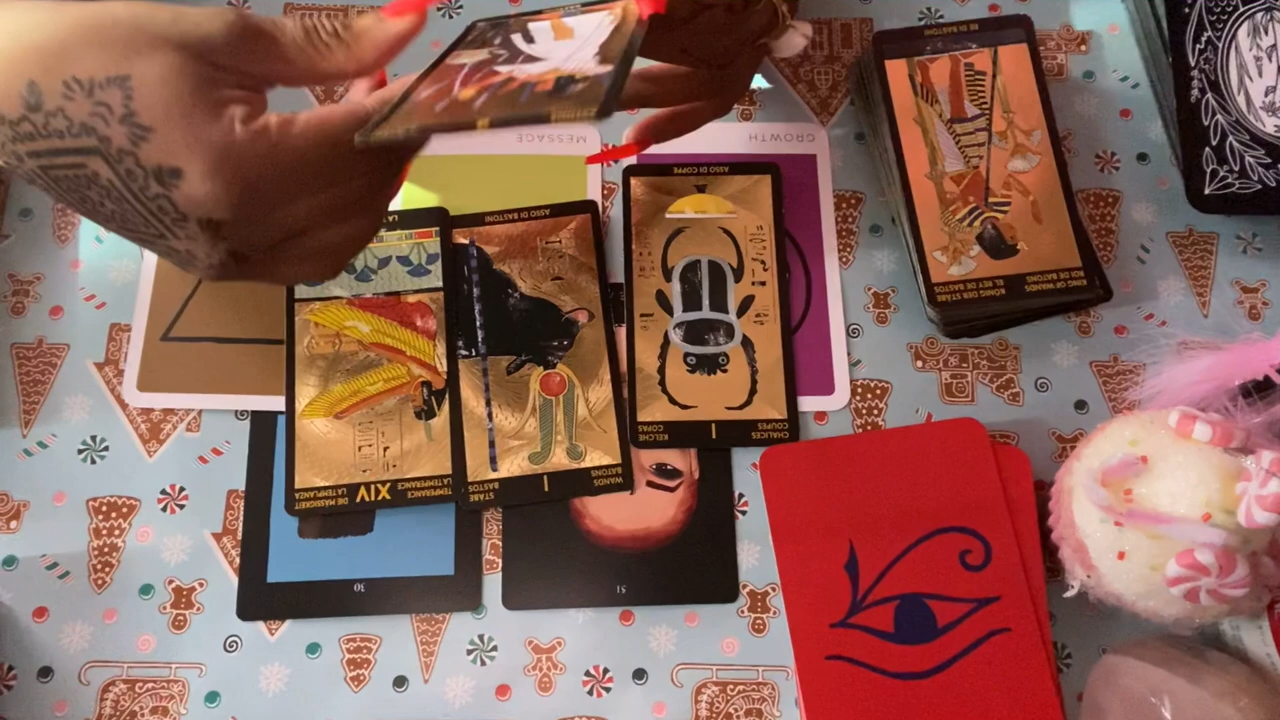 RE DI BASTONI
KING OF WANDS
KÖNIG DER STÄBE
ROI DE BATONS
EL REY DE BASTOS
MESSAGE
GROWTH
ASSO DI COPPE
I
CHALICES
KELCHE
COUPES
COPAS
ASSO DI BASTONI
I
WANDS
STÄBE
BATONS
BASTOS
LA
XIV
LA TEMPERANCE
DIE MÄSSIGKEIT
LA TEMPLANZA
30
51